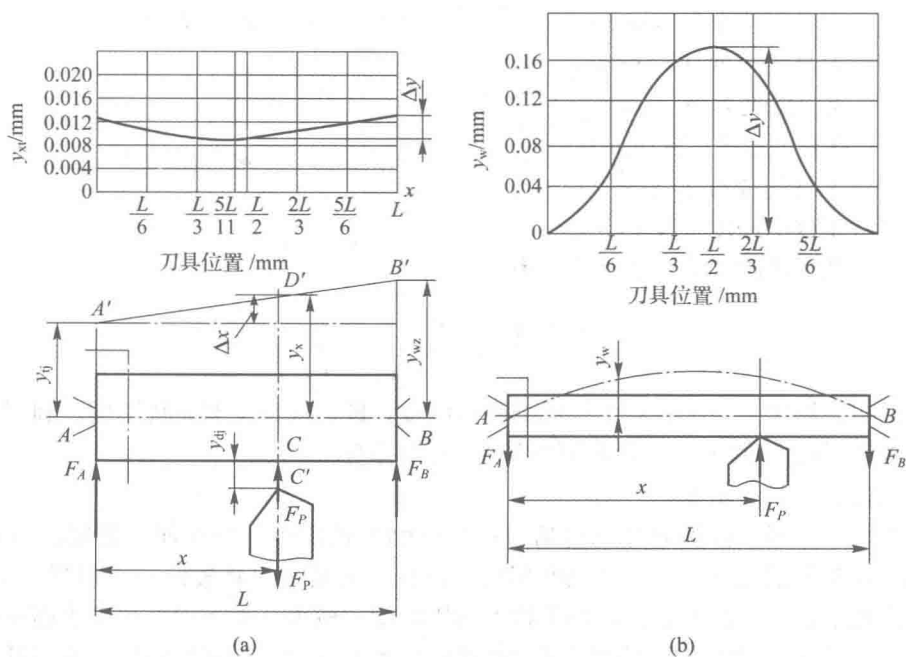 0.020
0.016
0.012
0.008
0.004
0
y_xt/mm
Δy
x
L/6
L/3
5L/11
L/2
2L/3
5L/6
L
刀具位置/mm
A'
D'
B'
y_tj
Δx
y_x
y_wz
A
B
y_dj
C
C'
F_A
F_B
F_P
F_P
x
L
(a)
0.16
0.12
0.08
0.04
0
y_w/mm
Δy
L/6
L/3
L/2
2L/3
5L/6
刀具位置/mm
y_w
A
B
F_A
F_B
x
F_P
L
(b)